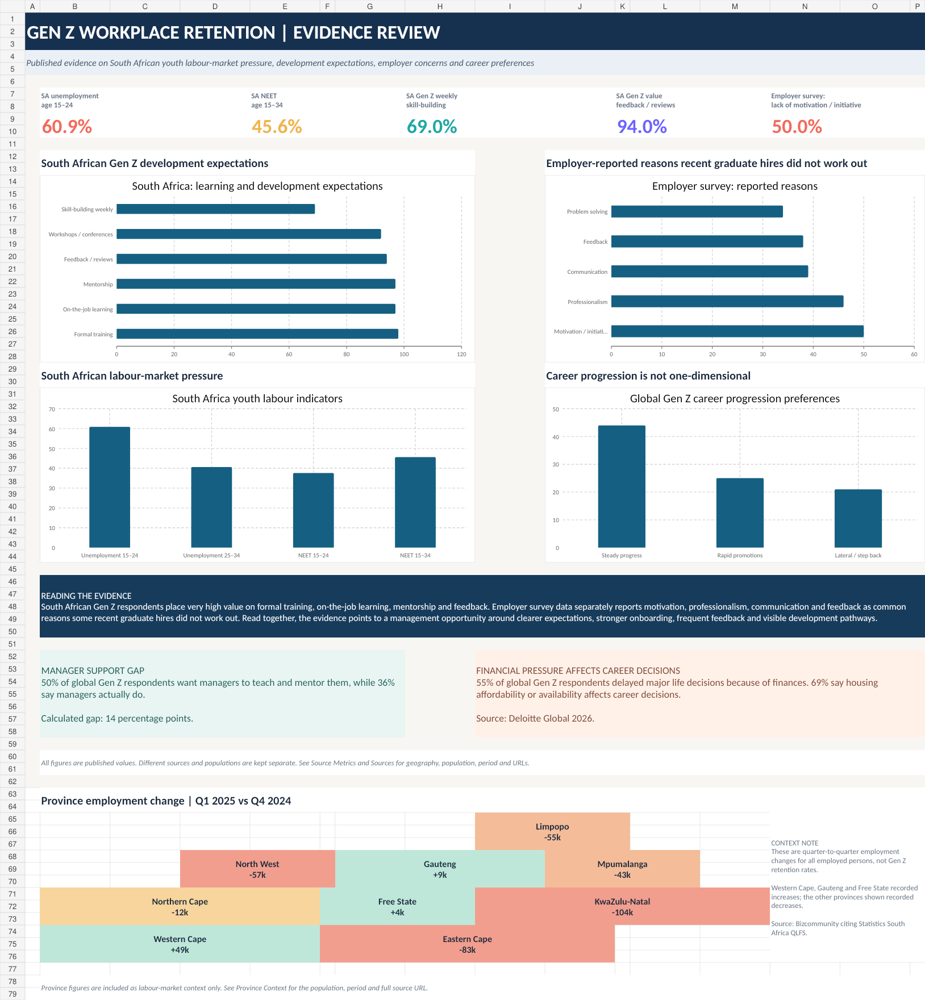 A B C D E F G H I J K L M N O P
1
2
3
4
5
6
7
8
9
10
11
12
13
14
15
16
17
18
19
20
21
22
23
24
25
26
27
28
29
30
31
32
33
34
35
36
37
38
39
40
41
42
43
44
45
46
47
48
49
50
51
52
53
54
55
56
57
58
59
60
61
62
63
64
65
66
67
68
69
70
71
72
73
74
75
76
77
78
79
GEN Z WORKPLACE RETENTION | EVIDENCE REVIEW
Published evidence on South African youth labour-market pressure, development expectations, employer concerns and career preferences
SA unemployment
age 15–24
60.9%
SA NEET
age 15–34
45.6%
SA Gen Z weekly
skill-building
69.0%
SA Gen Z value
feedback / reviews
94.0%
Employer survey:
lack of motivation / initiative
50.0%
South African Gen Z development expectations
South Africa: learning and development expectations
Skill-building weekly
Workshops / conferences
Feedback / reviews
Mentorship
On-the-job learning
Formal training
0 20 40 60 80 100 120
Employer-reported reasons recent graduate hires did not work out
Employer survey: reported reasons
Problem solving
Feedback
Communication
Professionalism
Motivation / initiati...
0 10 20 30 40 50 60
South African labour-market pressure
South Africa youth labour indicators
70
60
50
40
30
20
10
0
Unemployment 15–24 Unemployment 25–34 NEET 15–24 NEET 15–34
Career progression is not one-dimensional
Global Gen Z career progression preferences
50
40
30
20
10
0
Steady progress Rapid promotions Lateral / step back
READING THE EVIDENCE
South African Gen Z respondents place very high value on formal training, on-the-job learning, mentorship and feedback. Employer survey data separately reports motivation, professionalism, communication and feedback as common
reasons some recent graduate hires did not work out. Read together, the evidence points to a management opportunity around clearer expectations, stronger onboarding, frequent feedback and visible development pathways.
MANAGER SUPPORT GAP
50% of global Gen Z respondents want managers to teach and mentor them, while 36%
say managers actually do.
Calculated gap: 14 percentage points.
FINANCIAL PRESSURE AFFECTS CAREER DECISIONS
55% of global Gen Z respondents delayed major life decisions because of finances. 69% say housing
affordability or availability affects career decisions.
Source: Deloitte Global 2026.
All figures are published values. Different sources and populations are kept separate. See Source Metrics and Sources for geography, population, period and URLs.
Province employment change | Q1 2025 vs Q4 2024
Limpopo
-55k
North West
-57k
Gauteng
+9k
Mpumalanga
-43k
Northern Cape
-12k
Free State
+4k
KwaZulu-Natal
-104k
Western Cape
+49k
Eastern Cape
-83k
CONTEXT NOTE
These are quarter-to-quarter employment
changes for all employed persons, not Gen Z
retention rates.
Western Cape, Gauteng and Free State recorded
increases; the other provinces shown recorded
decreases.
Source: Bizcommunity citing Statistics South
Africa QLFS.
Province figures are included as labour-market context only. See Province Context for the population, period and full source URL.